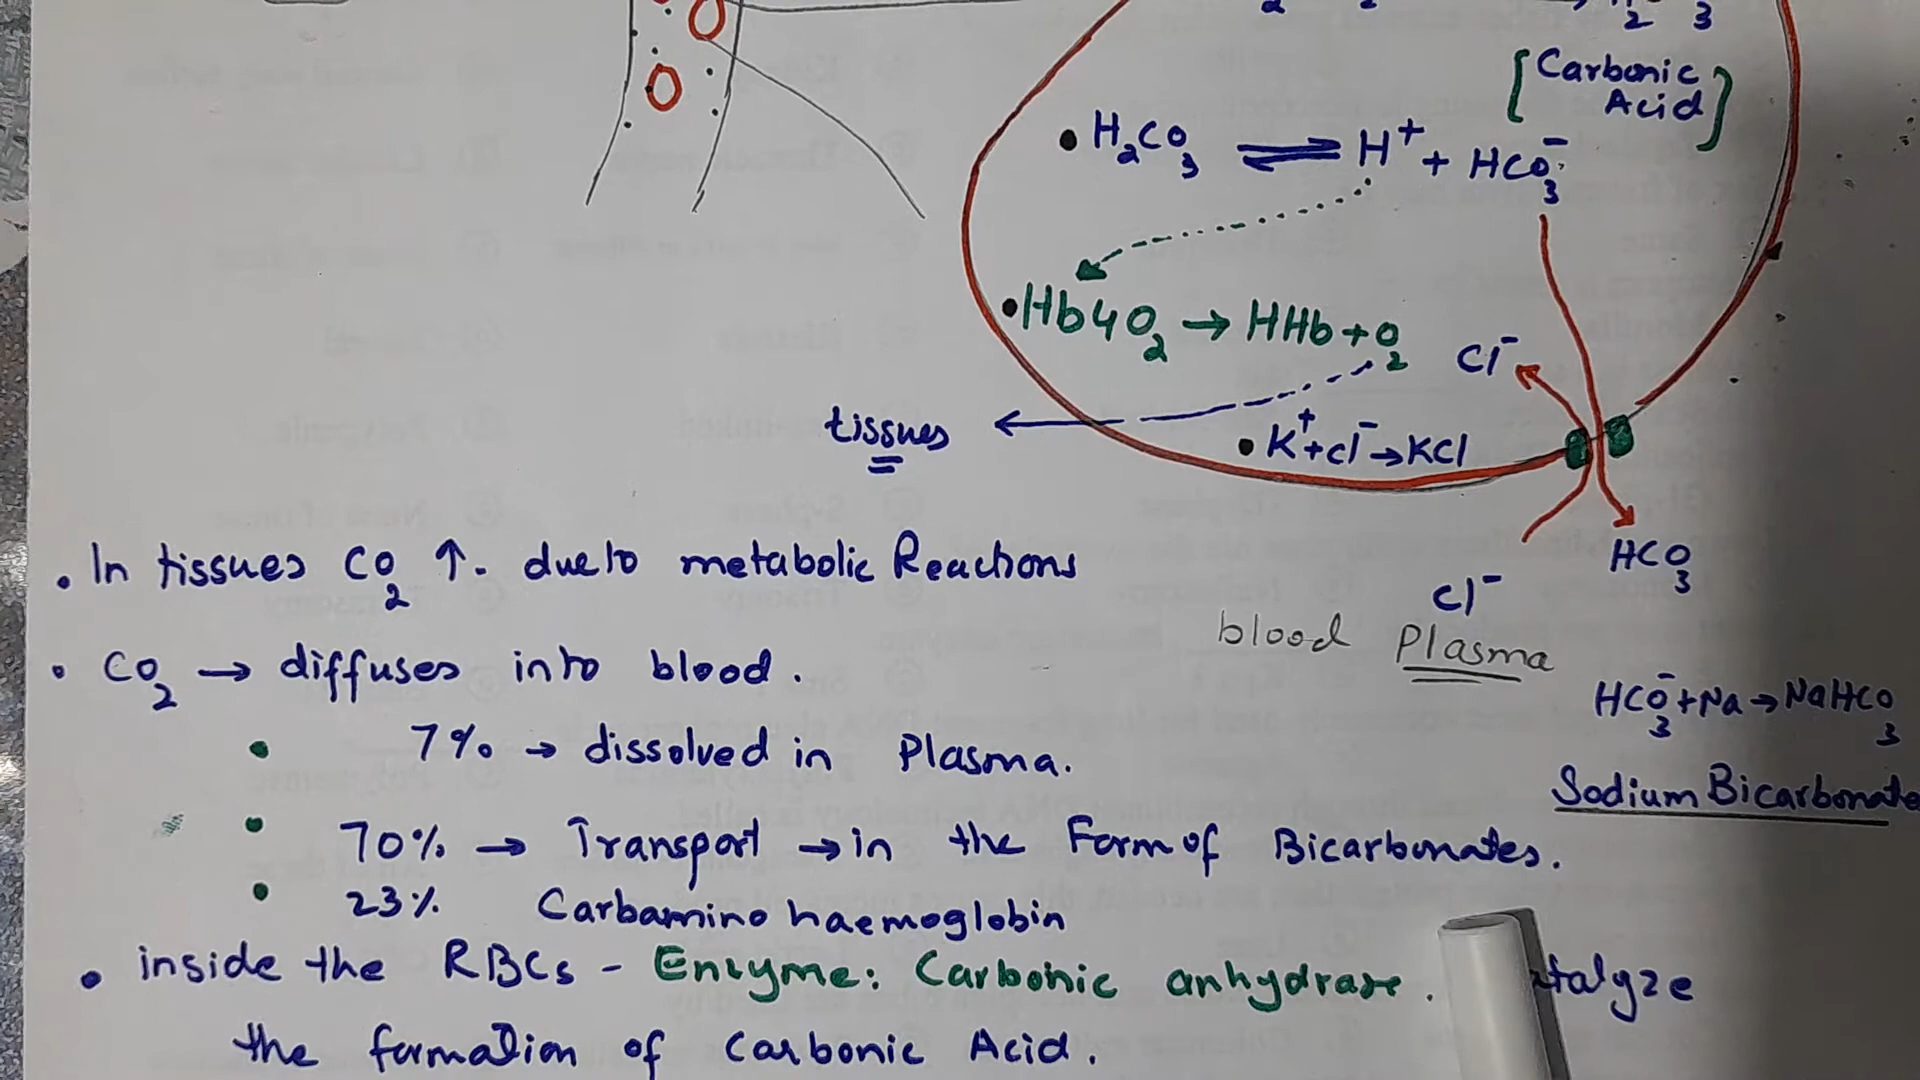 [Carbonic
Acid]
• H₂CO₃ ⇌ H⁺ + HCO₃⁻
• Hb4O₂ → HHb + O₂
Cl⁻
tissues
• K⁺ + Cl⁻ → KCl
HCO₃
Cl⁻
blood Plasma
HCO₃⁻ + Na → NaHCO₃
Sodium Bicarbonate
• In tissues CO₂ ↑. due to metabolic Reactions
• CO₂ → diffuses into blood.
• 7% → dissolved in Plasma.
• 70% → Transport → in the Form of Bicarbonates.
• 23% Carbamino haemoglobin
• inside the RBCs - Enzyme: Carbonic anhydrase. talyze
the formation of Carbonic Acid.